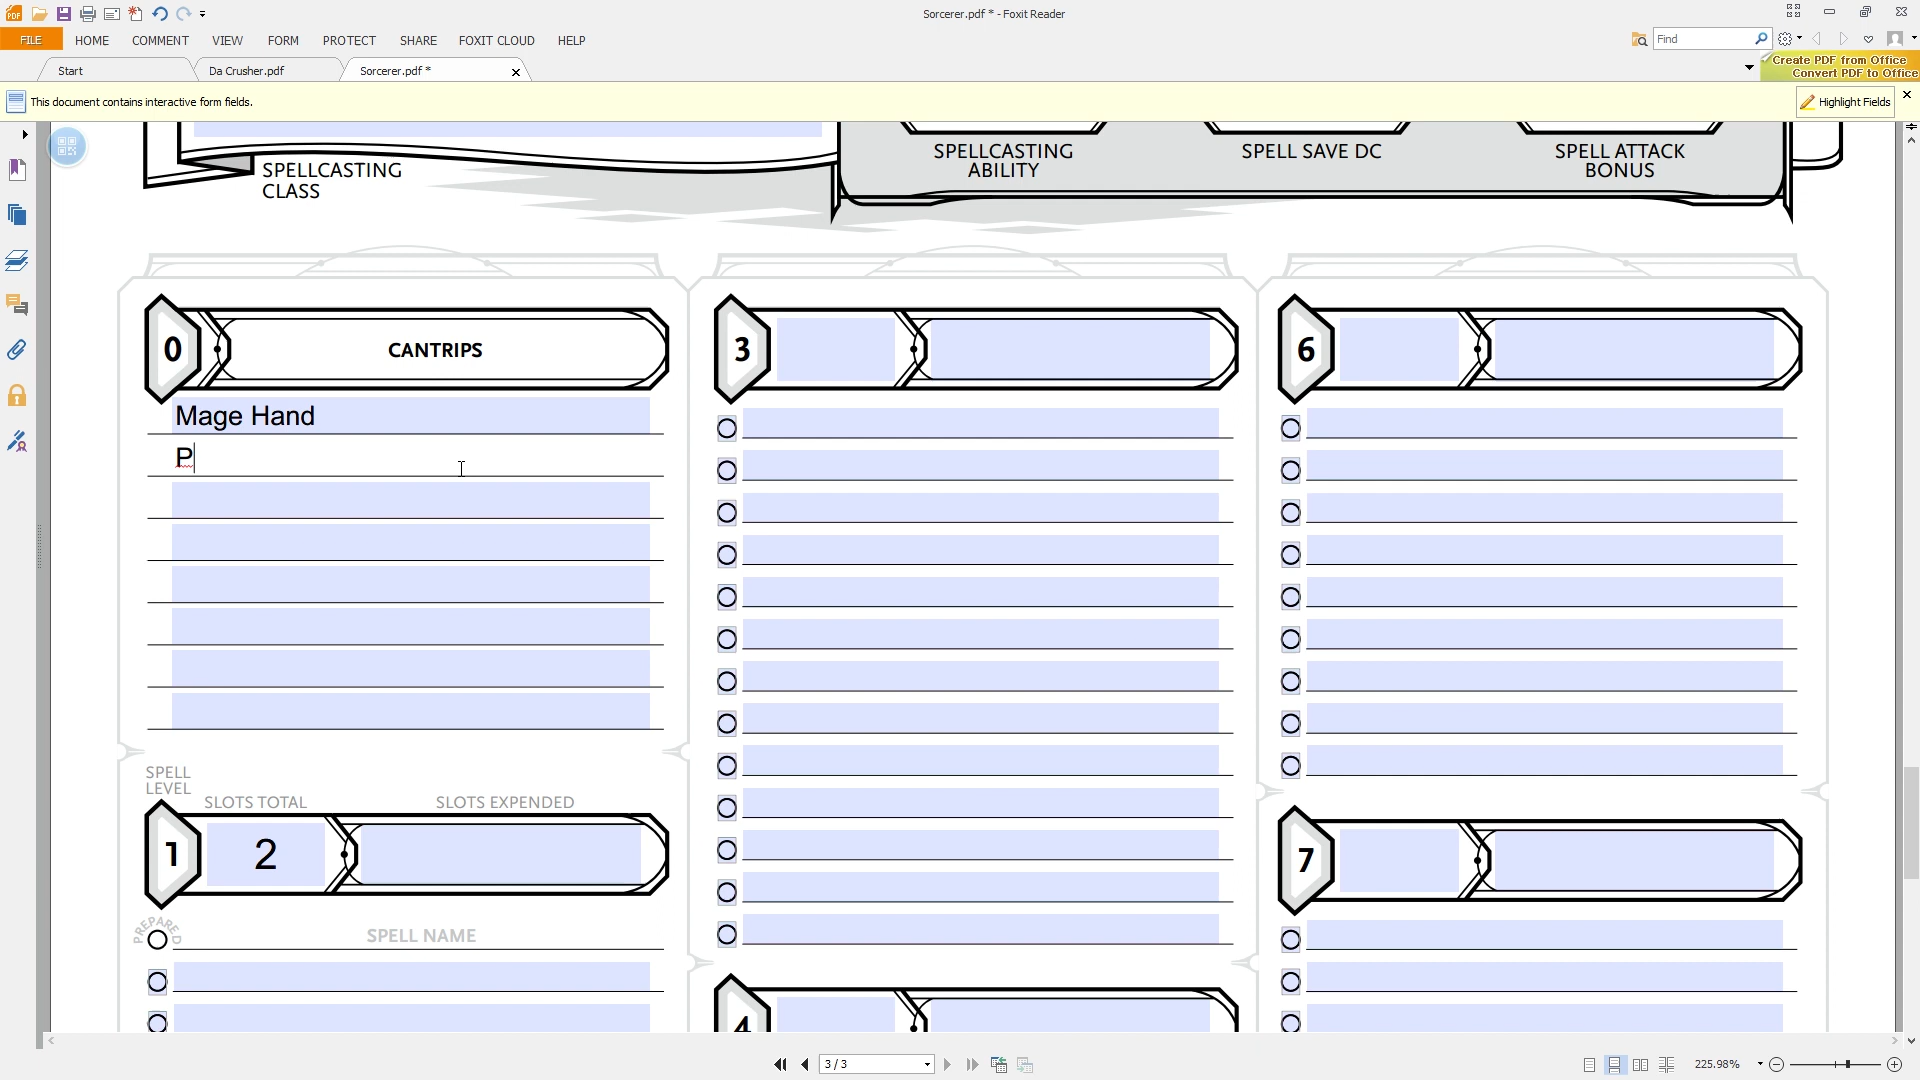 Sorcerer.pdf * - Foxit Reader
FILE HOME COMMENT VIEW FORM PROTECT SHARE FOXIT CLOUD HELP
Find
Start
Da Crusher.pdf
Sorcerer.pdf *
Create PDF from Office
Convert PDF to Office
This document contains interactive form fields.
Highlight Fields
SPELLCASTING
CLASS
SPELLCASTING
ABILITY
SPELL SAVE DC
SPELL ATTACK
BONUS
0
CANTRIPS
Mage Hand
P
SPELL
LEVEL
SLOTS TOTAL
SLOTS EXPENDED
1
2
PREPARED
SPELL NAME
3
4
6
7
3 / 3
225.98%